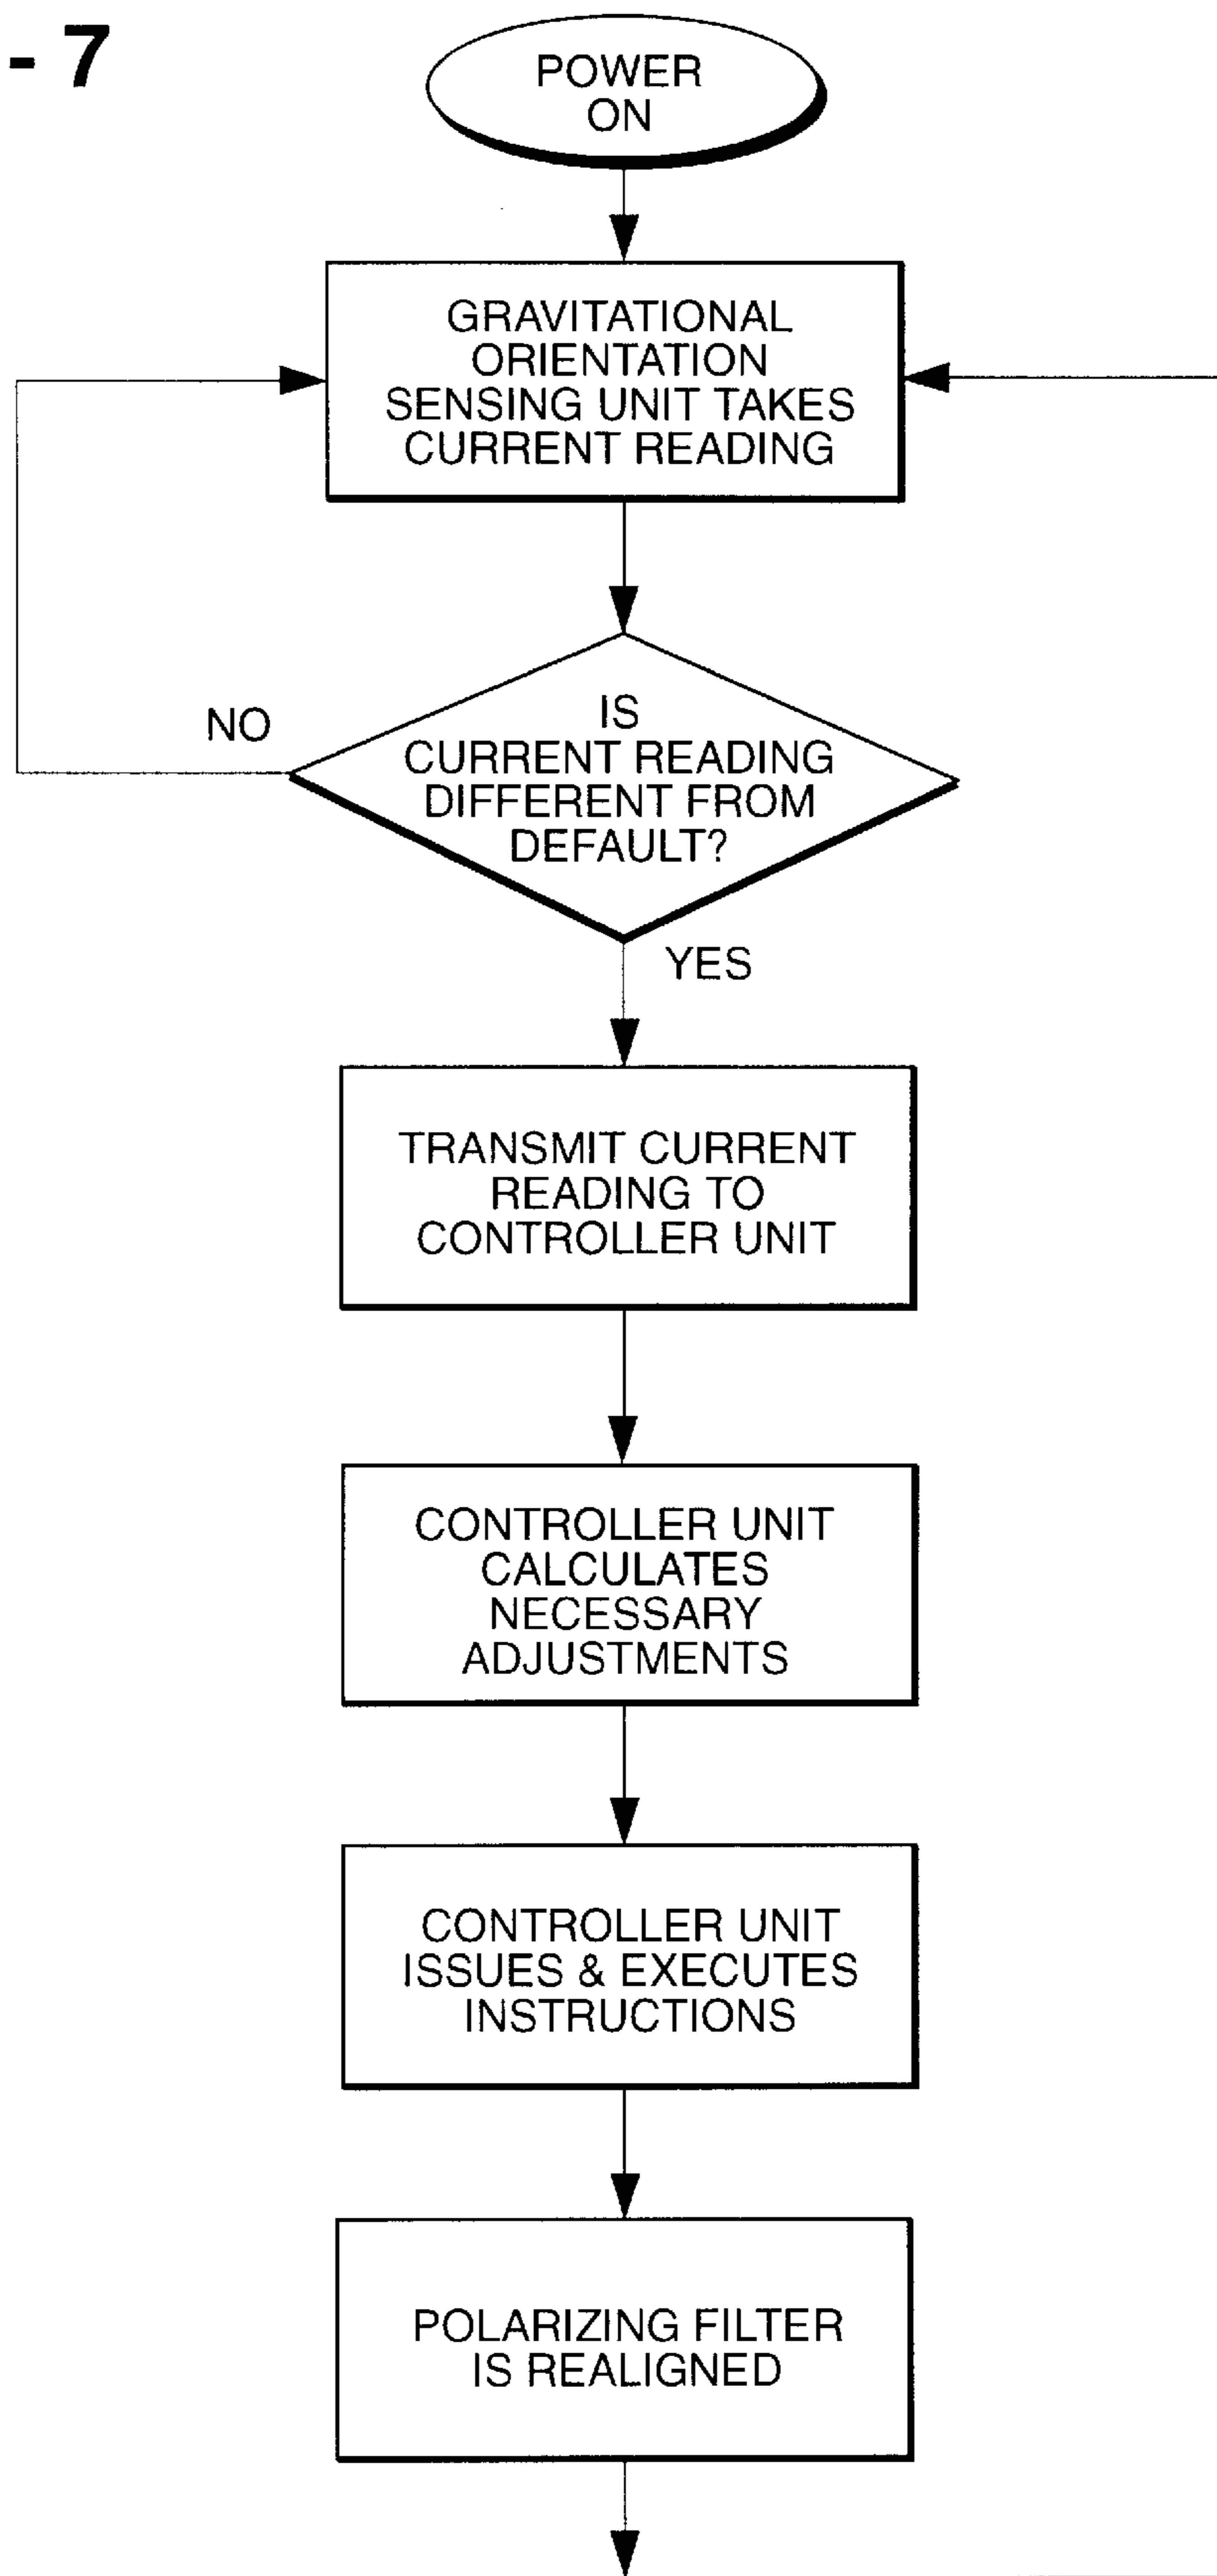 - 7
POWER
ON
GRAVITATIONAL
ORIENTATION
SENSING UNIT TAKES
CURRENT READING
NO
IS
CURRENT READING
DIFFERENT FROM
DEFAULT?
YES
TRANSMIT CURRENT
READING TO
CONTROLLER UNIT
CONTROLLER UNIT
CALCULATES
NECESSARY
ADJUSTMENTS
CONTROLLER UNIT
ISSUES & EXECUTES
INSTRUCTIONS
POLARIZING FILTER
IS REALIGNED